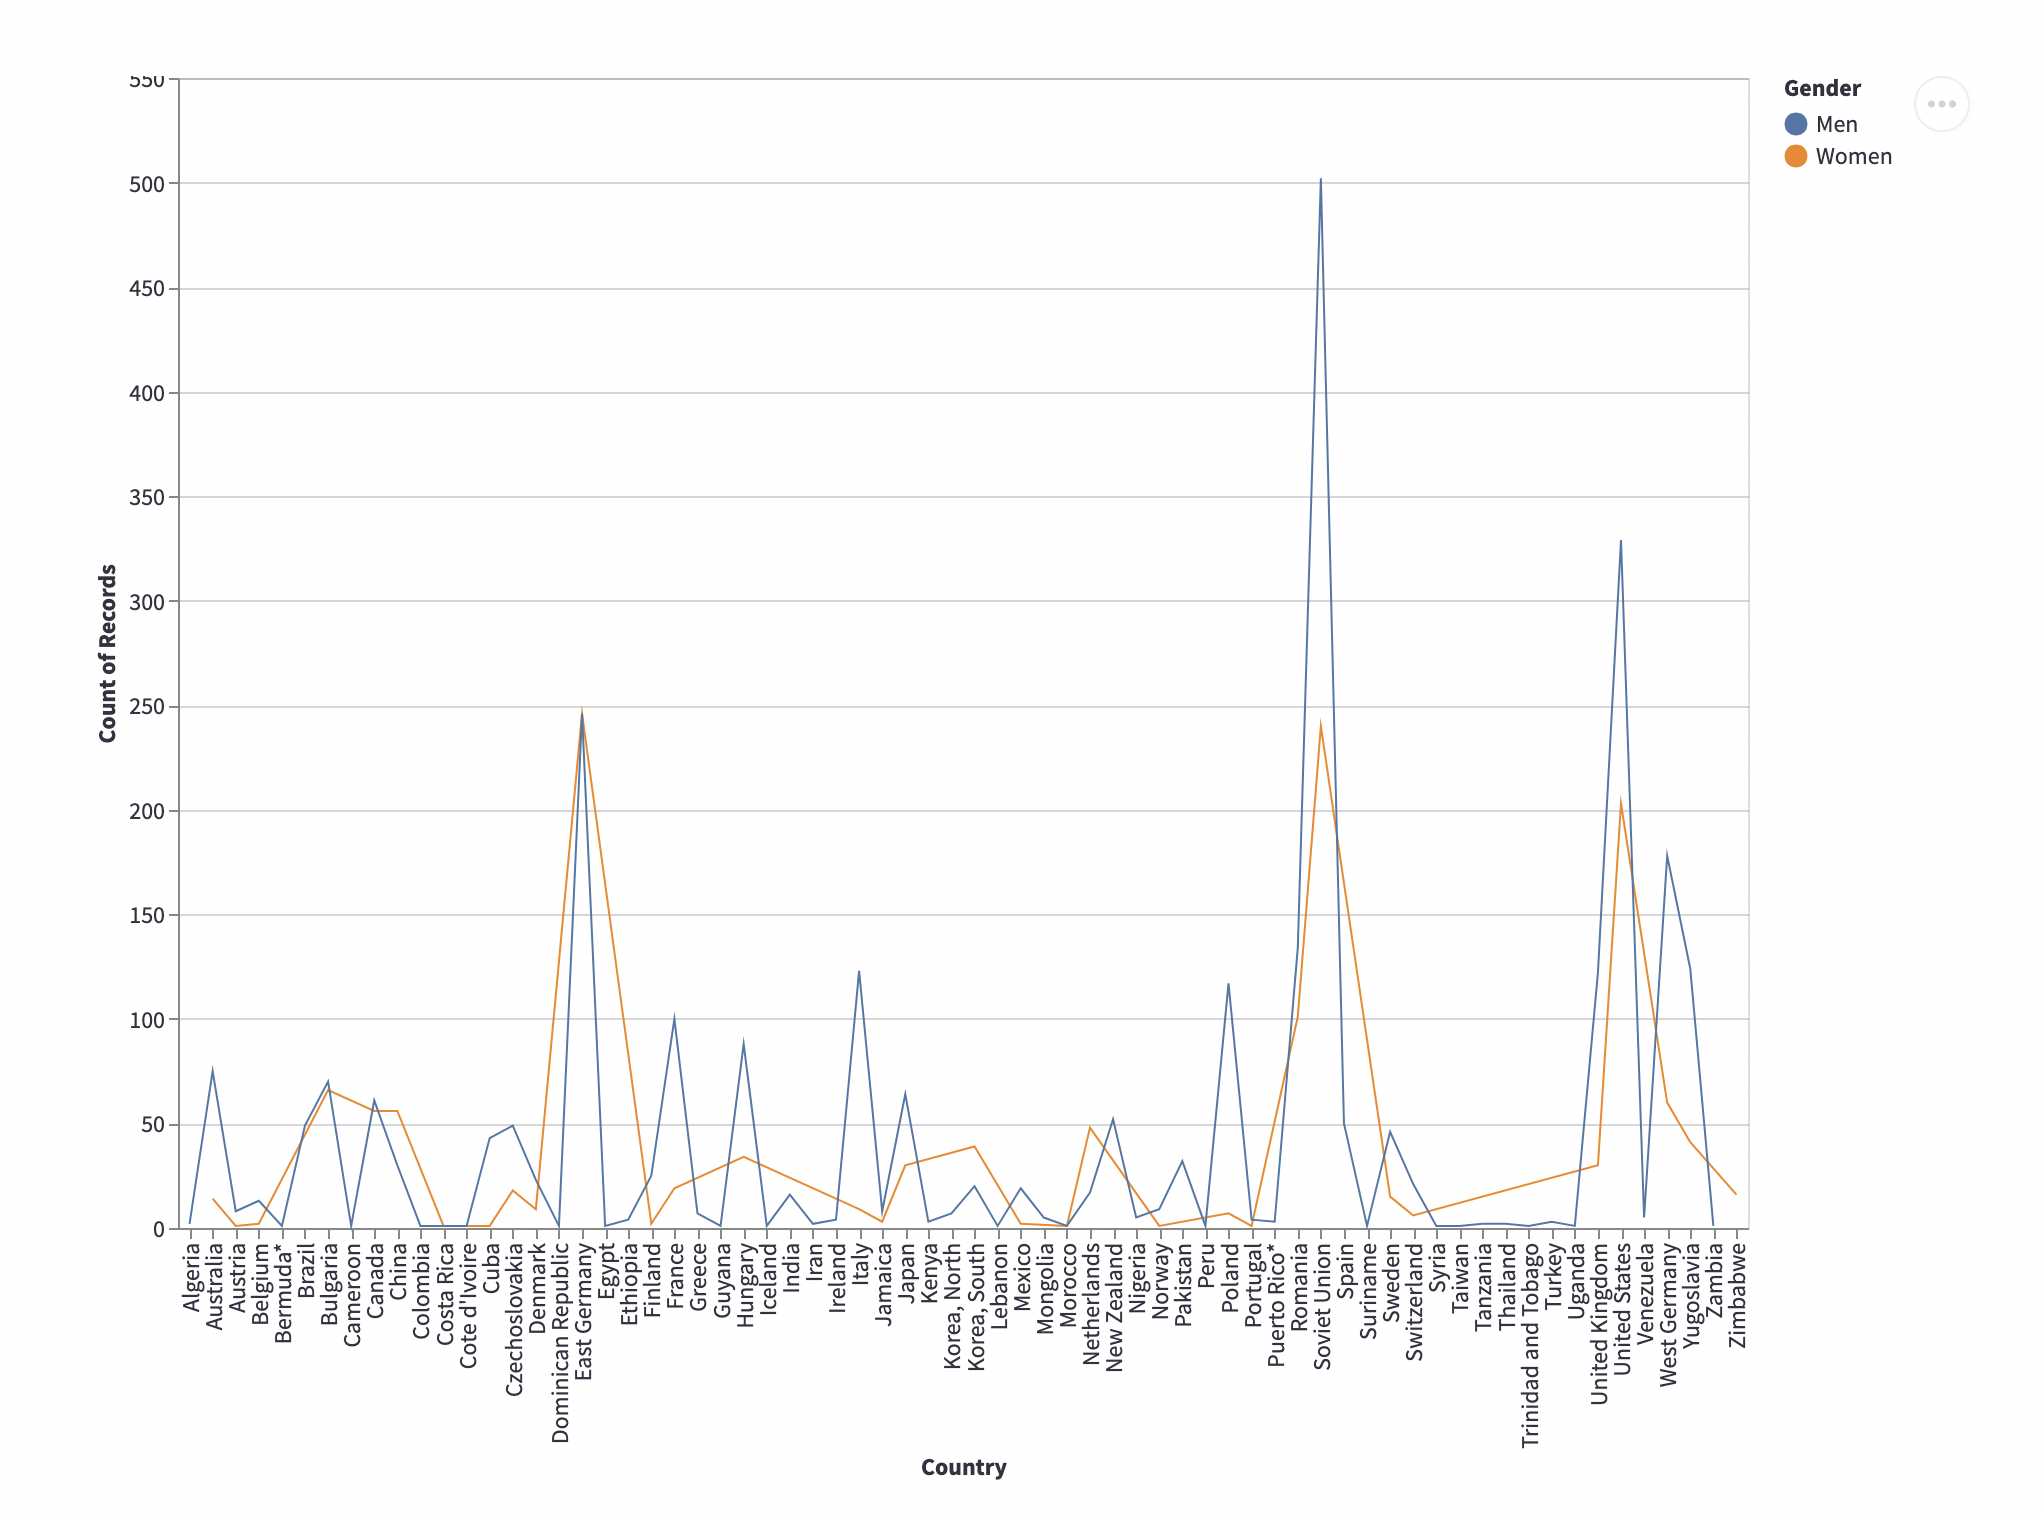 550
500
450
400
350
300
250
200
150
100
50
0
Count of Records
Algeria
Australia
Austria
Belgium
Bermuda*
Brazil
Bulgaria
Cameroon
Canada
China
Colombia
Costa Rica
Cote d'Ivoire
Cuba
Czechoslovakia
Denmark
Dominican Republic
East Germany
Egypt
Ethiopia
Finland
France
Greece
Guyana
Hungary
Iceland
India
Iran
Ireland
Italy
Jamaica
Japan
Kenya
Korea, North
Korea, South
Lebanon
Mexico
Mongolia
Morocco
Netherlands
New Zealand
Nigeria
Norway
Pakistan
Peru
Poland
Portugal
Puerto Rico*
Romania
Soviet Union
Spain
Suriname
Sweden
Switzerland
Syria
Taiwan
Tanzania
Thailand
Trinidad and Tobago
Turkey
Uganda
United Kingdom
United States
Venezuela
West Germany
Yugoslavia
Zambia
Zimbabwe
Country
Gender
Men
Women